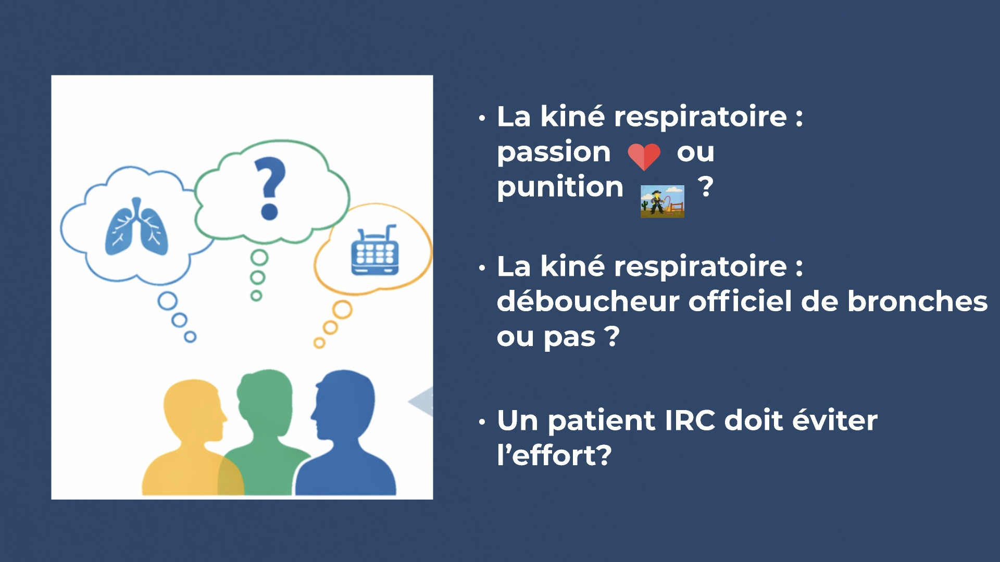 ?
• La kiné respiratoire :
passion ❤ ou
punition ?
• La kiné respiratoire :
déboucheur officiel de bronches
ou pas ?
• Un patient IRC doit éviter
l’effort?